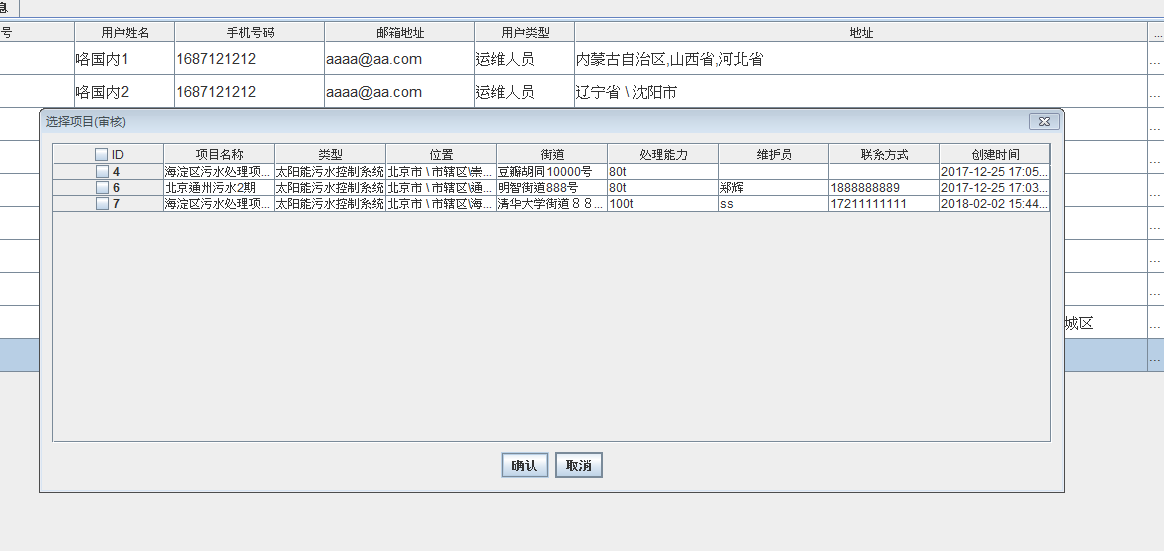 息
号 用户姓名 手机号码 邮箱地址 用户类型 地址 ...
咯国内1 1687121212 aaaa@aa.com 运维人员 内蒙古自治区,山西省,河北省 ...
咯国内2 1687121212 aaaa@aa.com 运维人员 辽宁省 \ 沈阳市 ...
选择项目(审核)
...
ID 项目名称 类型 位置 街道 处理能力 维护员 联系方式 创建时间
...
4 海淀区污水处理项... 太阳能污水控制系统 北京市 \ 市辖区\崇... 豆瓣胡同10000号 80t 2017-12-25 17:05...
6 北京通州污水2期 太阳能污水控制系统 北京市 \ 市辖区\通... 明智街道888号 80t 郑辉 1888888889 2017-12-25 17:03...
...
7 海淀区污水处理项... 太阳能污水控制系统 北京市 \ 市辖区\海... 清华大学街道８８... 100t ss 17211111111 2018-02-02 15:44...
...
...
...
城区 ...
...
确认 取消